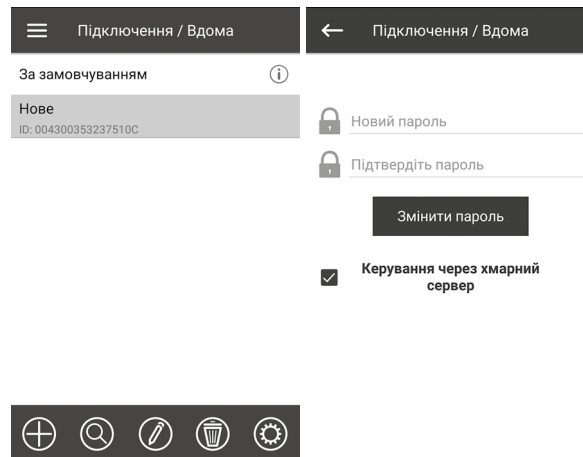 Підключення / Вдома
За замовчуванням
Нове
ID: 004300353237510C
Підключення / Вдома
Новий пароль
Підтвердіть пароль
Змінити пароль
Керування через хмарний
сервер